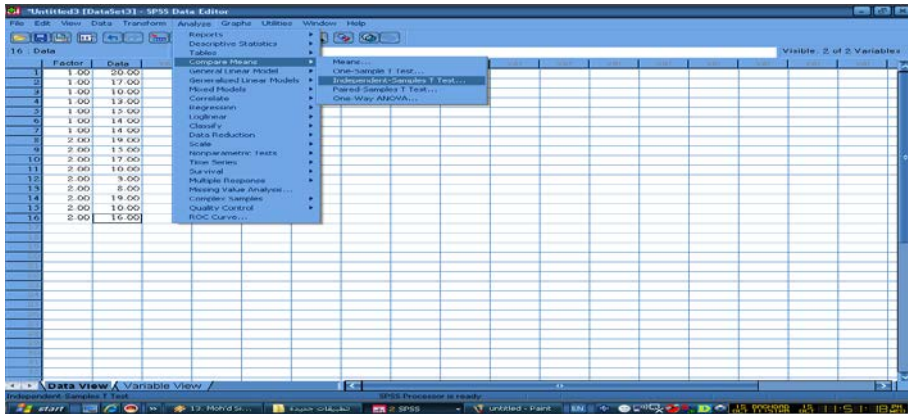 *Untitled3 [DataSet3] - SPSS Data Editor
File Edit View Data Transform Analyze Graphs Utilities Window Help
16 : Data
Visible: 2 of 2 Variables
Factor Data
1 1.00 20.00
2 1.00 17.00
3 1.00 10.00
4 1.00 13.00
5 1.00 15.00
6 1.00 14.00
7 1.00 14.00
8 2.00 19.00
9 2.00 15.00
10 2.00 17.00
11 2.00 10.00
12 2.00
13 2.00 8.00
14 2.00 19.00
15 2.00 10.00
16 2.00 16.00
Reports
Descriptive Statistics
Tables
Compare Means
General Linear Model
Generalized Linear Models
Mixed Models
Correlate
Regression
Loglinear
Classify
Data Reduction
Scale
Nonparametric Tests
Time Series
Survival
Multiple Response
Missing Value Analysis...
Complex Samples
Quality Control
ROC Curve...
Means...
One-Sample T Test...
Independent-Samples T Test...
Paired-Samples T Test...
One-Way ANOVA...
Data View Variable View
Independent-Samples T Test
SPSS Processor is ready
start
2 SPSS
untitled - Paint
EN